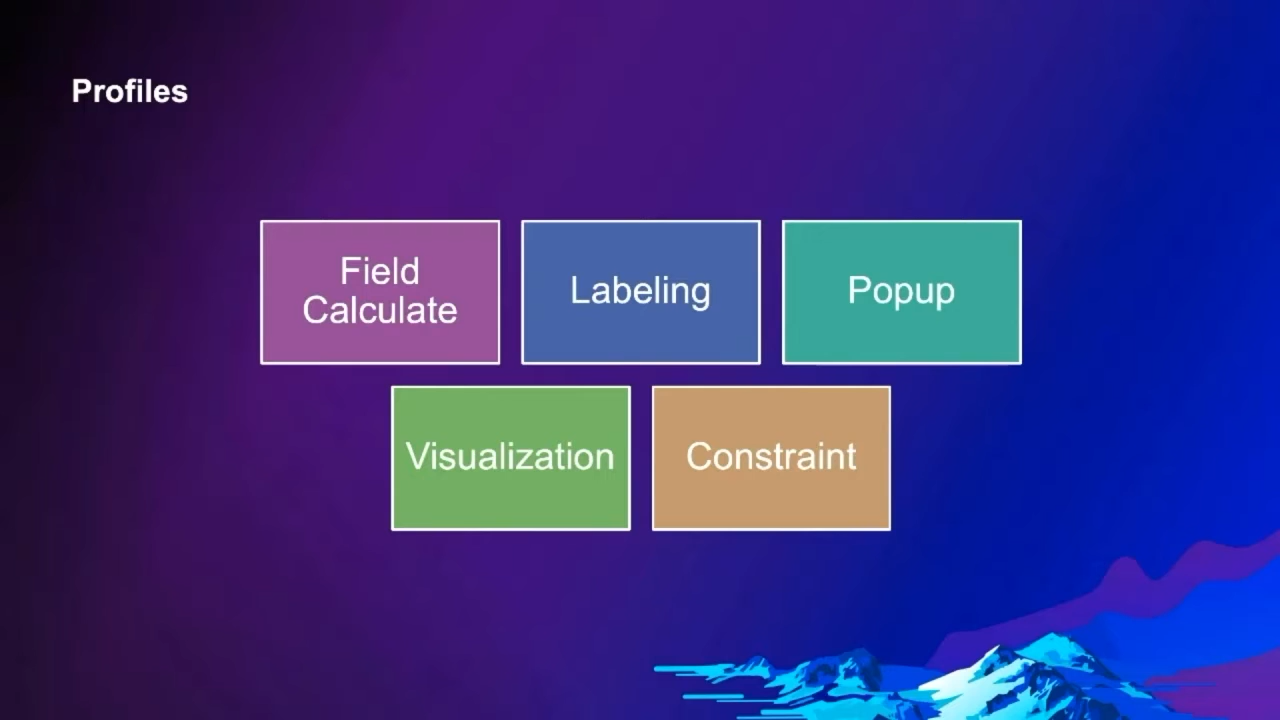 Profiles
Field
Calculate
Labeling
Popup
Visualization
Constraint